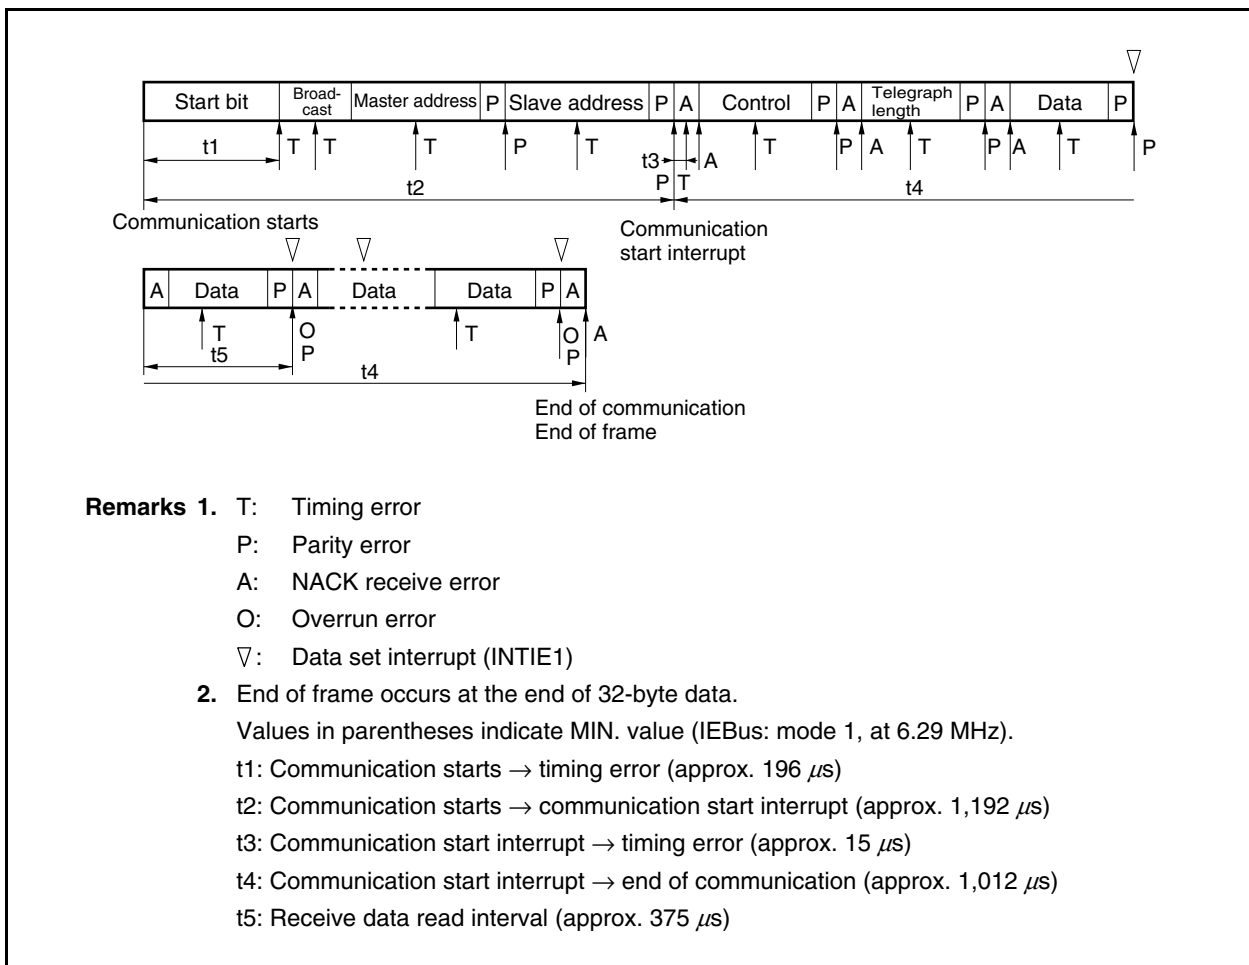 Start bit Broad-cast Master address P Slave address P A Control P A Telegraph length P A Data P
t1 T T T P T t3 A T P A T P A T P
P T
t2 t4
Communication starts
Communication
start interrupt
A Data P A Data Data P A
T O T O A
t5 P P
t4
End of communication
End of frame
Remarks 1. T: Timing error
P: Parity error
A: NACK receive error
O: Overrun error
▽: Data set interrupt (INTIE1)
2. End of frame occurs at the end of 32-byte data.
Values in parentheses indicate MIN. value (IEBus: mode 1, at 6.29 MHz).
t1: Communication starts → timing error (approx. 196 μs)
t2: Communication starts → communication start interrupt (approx. 1,192 μs)
t3: Communication start interrupt → timing error (approx. 15 μs)
t4: Communication start interrupt → end of communication (approx. 1,012 μs)
t5: Receive data read interval (approx. 375 μs)